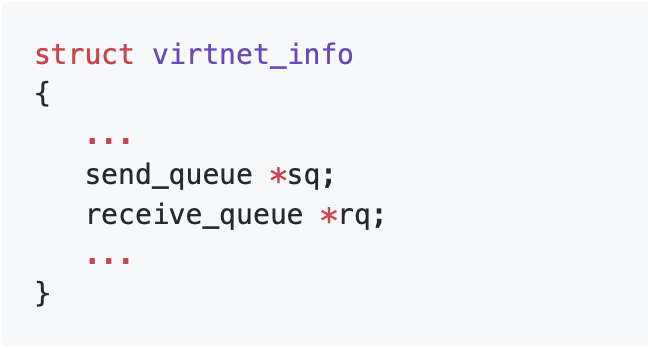 struct virtnet_info
{
...
send_queue *sq;
receive_queue *rq;
...
}